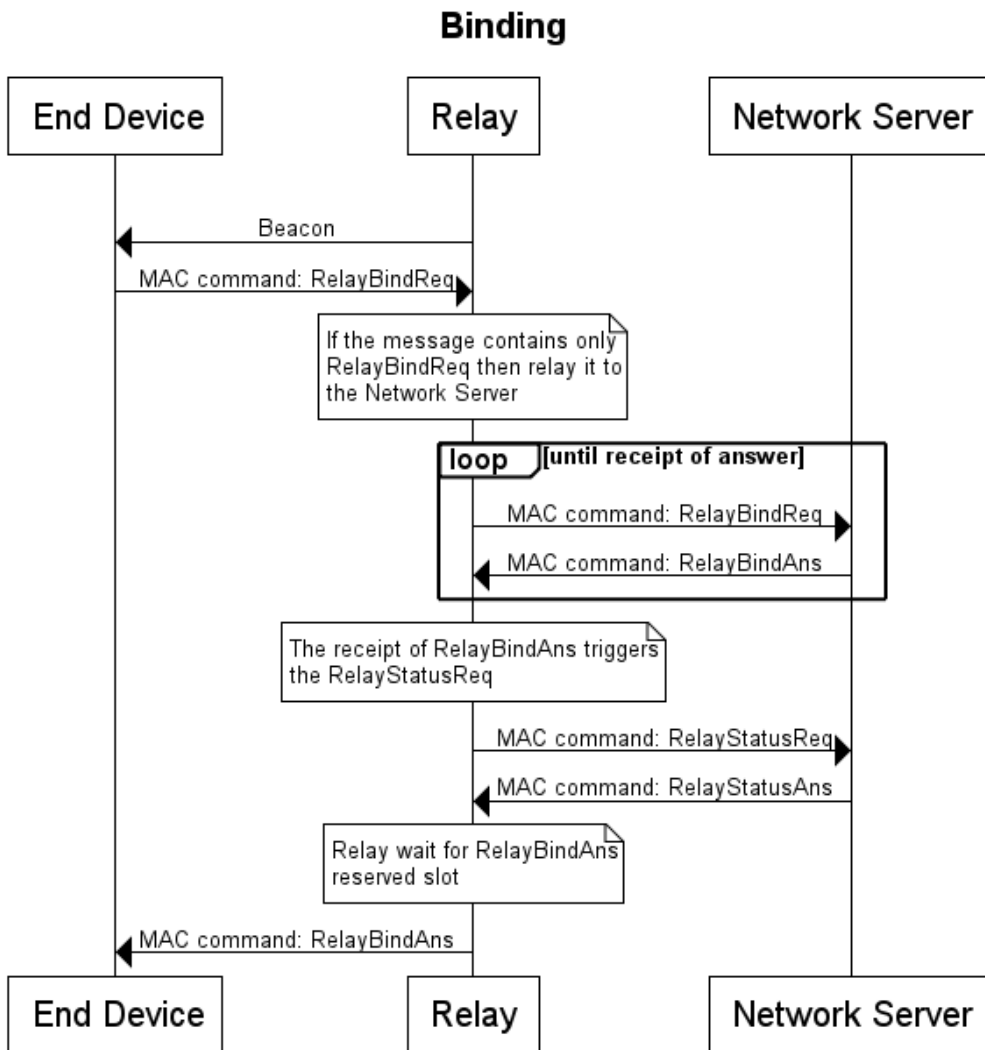 Binding
End Device
Relay
Network Server
Beacon
MAC command: RelayBindReq
If the message contains only
RelayBindReq then relay it to
the Network Server
loop
[until receipt of answer]
MAC command: RelayBindReq
MAC command: RelayBindAns
The receipt of RelayBindAns triggers
the RelayStatusReq
MAC command: RelayStatusReq
MAC command: RelayStatusAns
Relay wait for RelayBindAns
reserved slot
MAC command: RelayBindAns
End Device
Relay
Network Server